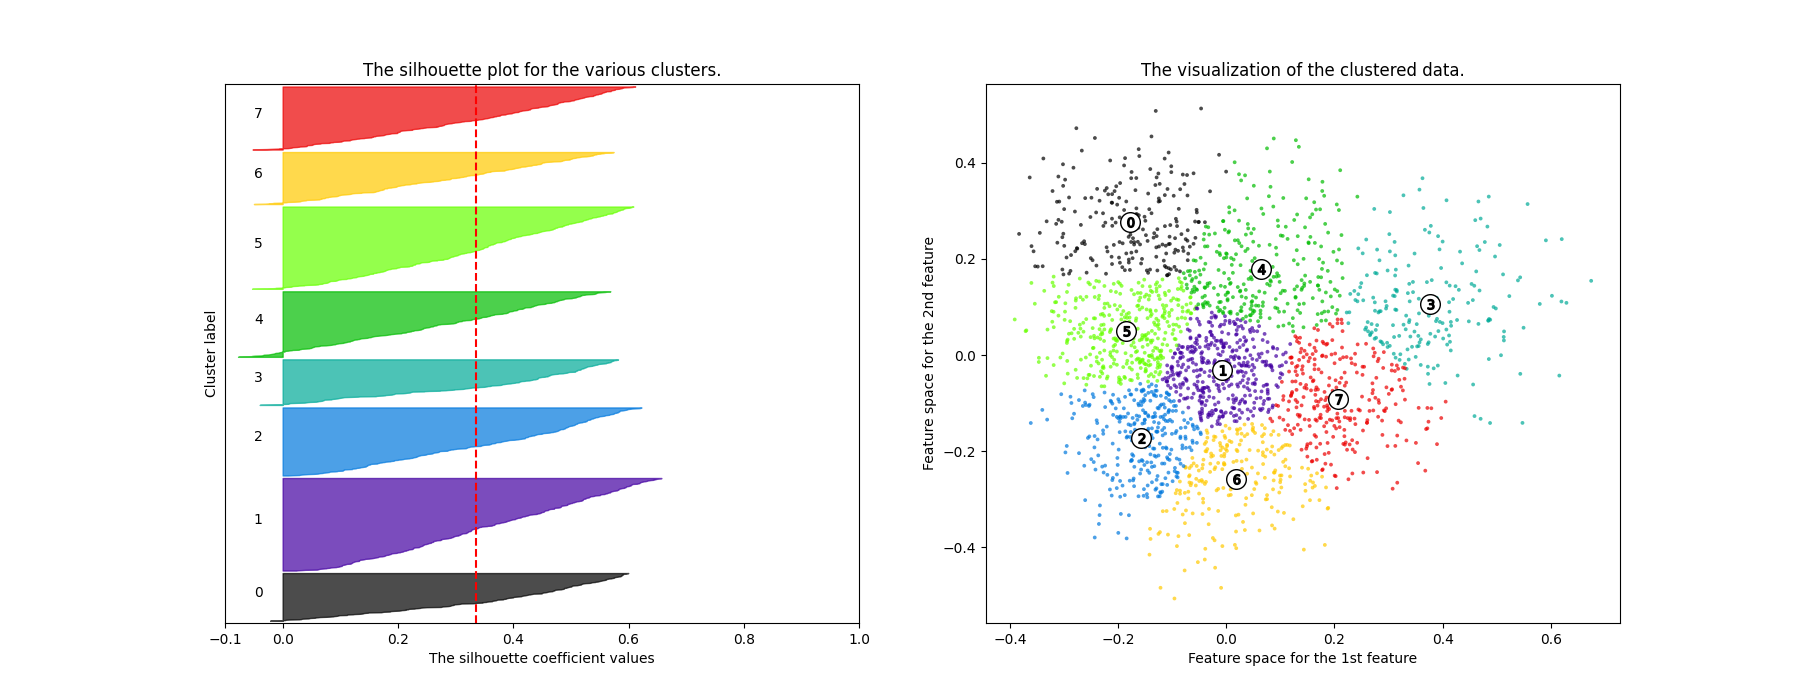 The silhouette plot for the various clusters.
Cluster label
7
6
5
4
3
2
1
0
−0.1 0.0 0.2 0.4 0.6 0.8 1.0
The silhouette coefficient values
The visualization of the clustered data.
Feature space for the 2nd feature
0.4
0.2
0.0
−0.2
−0.4
0
4
3
5
1
7
2
6
−0.4 −0.2 0.0 0.2 0.4 0.6
Feature space for the 1st feature